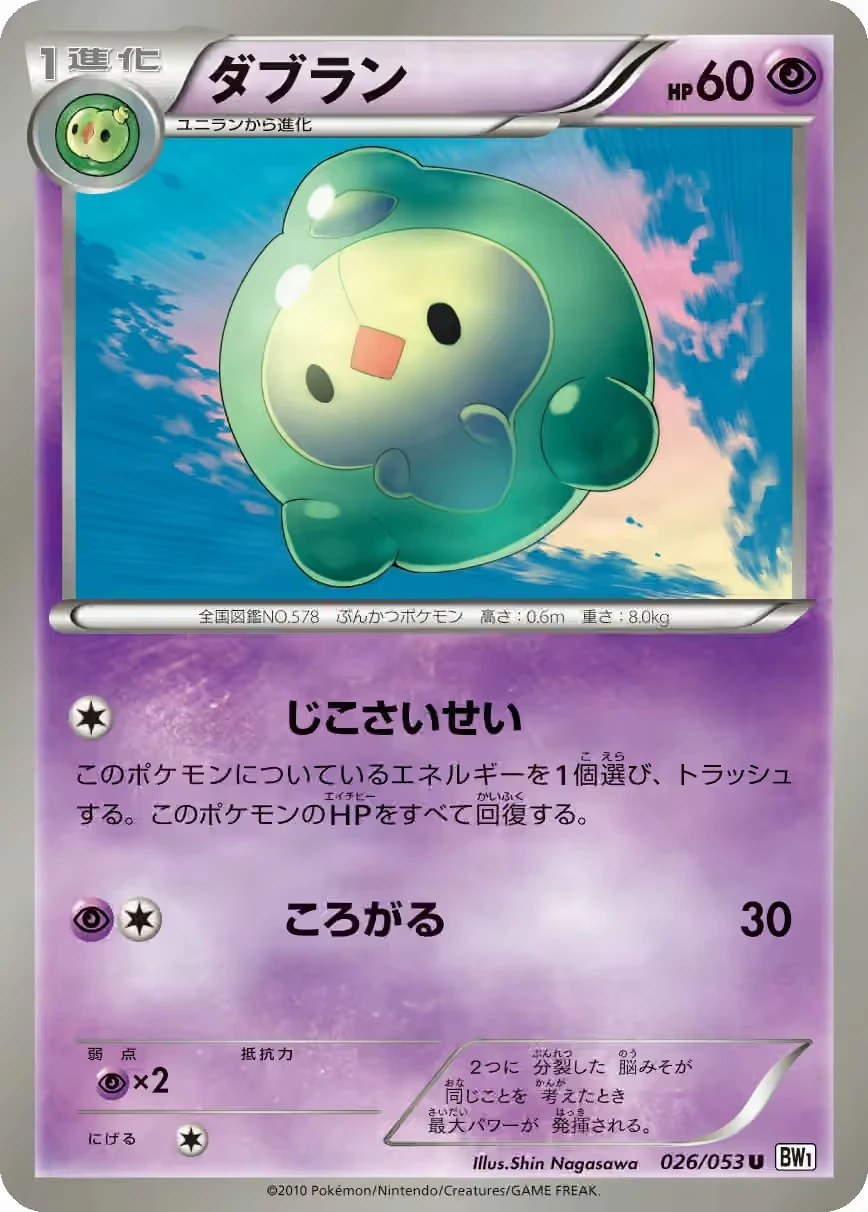 1進化
ダブラン
HP60
ユニランから進化
全国図鑑NO.578 ぶんかつポケモン 高さ:0.6m 重さ:8.0kg
じこさいせい
このポケモンについているエネルギーを1個選び、トラッシュ
する。このポケモンのHPをすべて回復する。
ころがる 30
弱点 抵抗力
×2
にげる
2つに 分裂した 脳みそが
同じことを 考えたとき
最大パワーが 発揮される。
Illus.Shin Nagasawa 026/053 U BW1
©2010 Pokémon/Nintendo/Creatures/GAME FREAK.